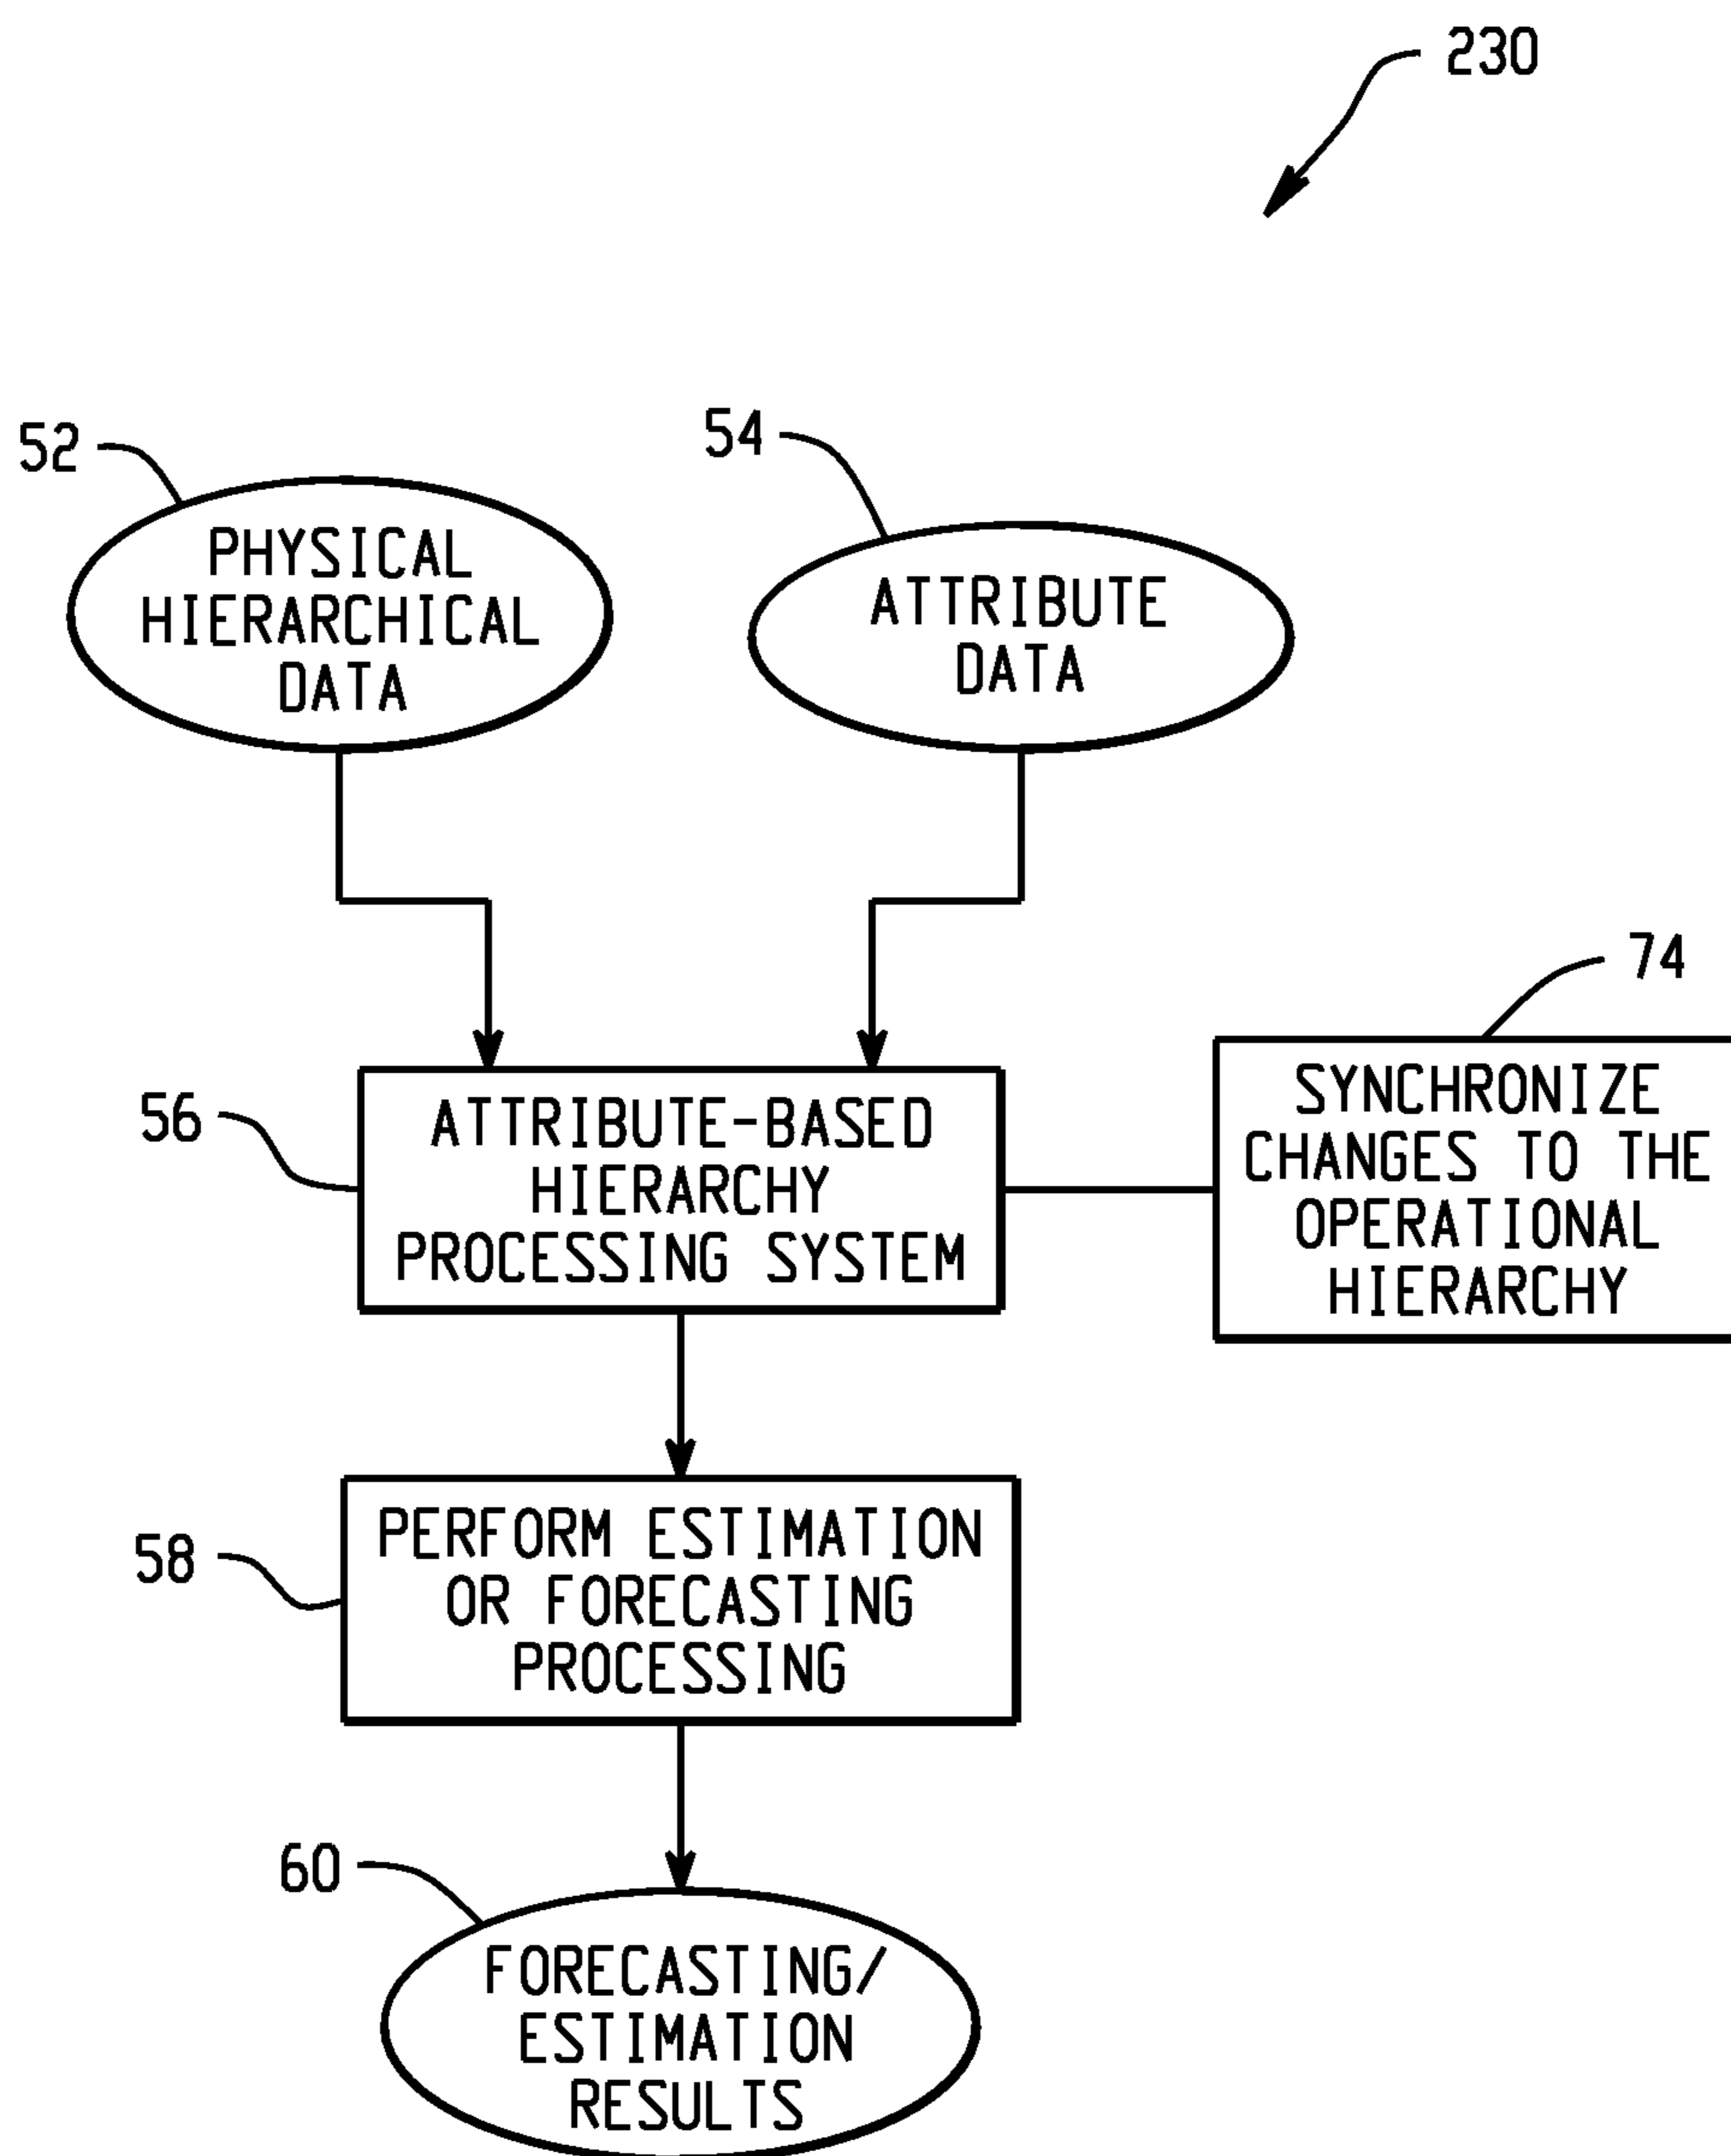 230
52
54
PHYSICAL
HIERARCHICAL
DATA
ATTRIBUTE
DATA
74
56
ATTRIBUTE-BASED
HIERARCHY
PROCESSING SYSTEM
SYNCHRONIZE
CHANGES TO THE
OPERATIONAL
HIERARCHY
58
PERFORM ESTIMATION
OR FORECASTING
PROCESSING
60
FORECASTING/
ESTIMATION
RESULTS